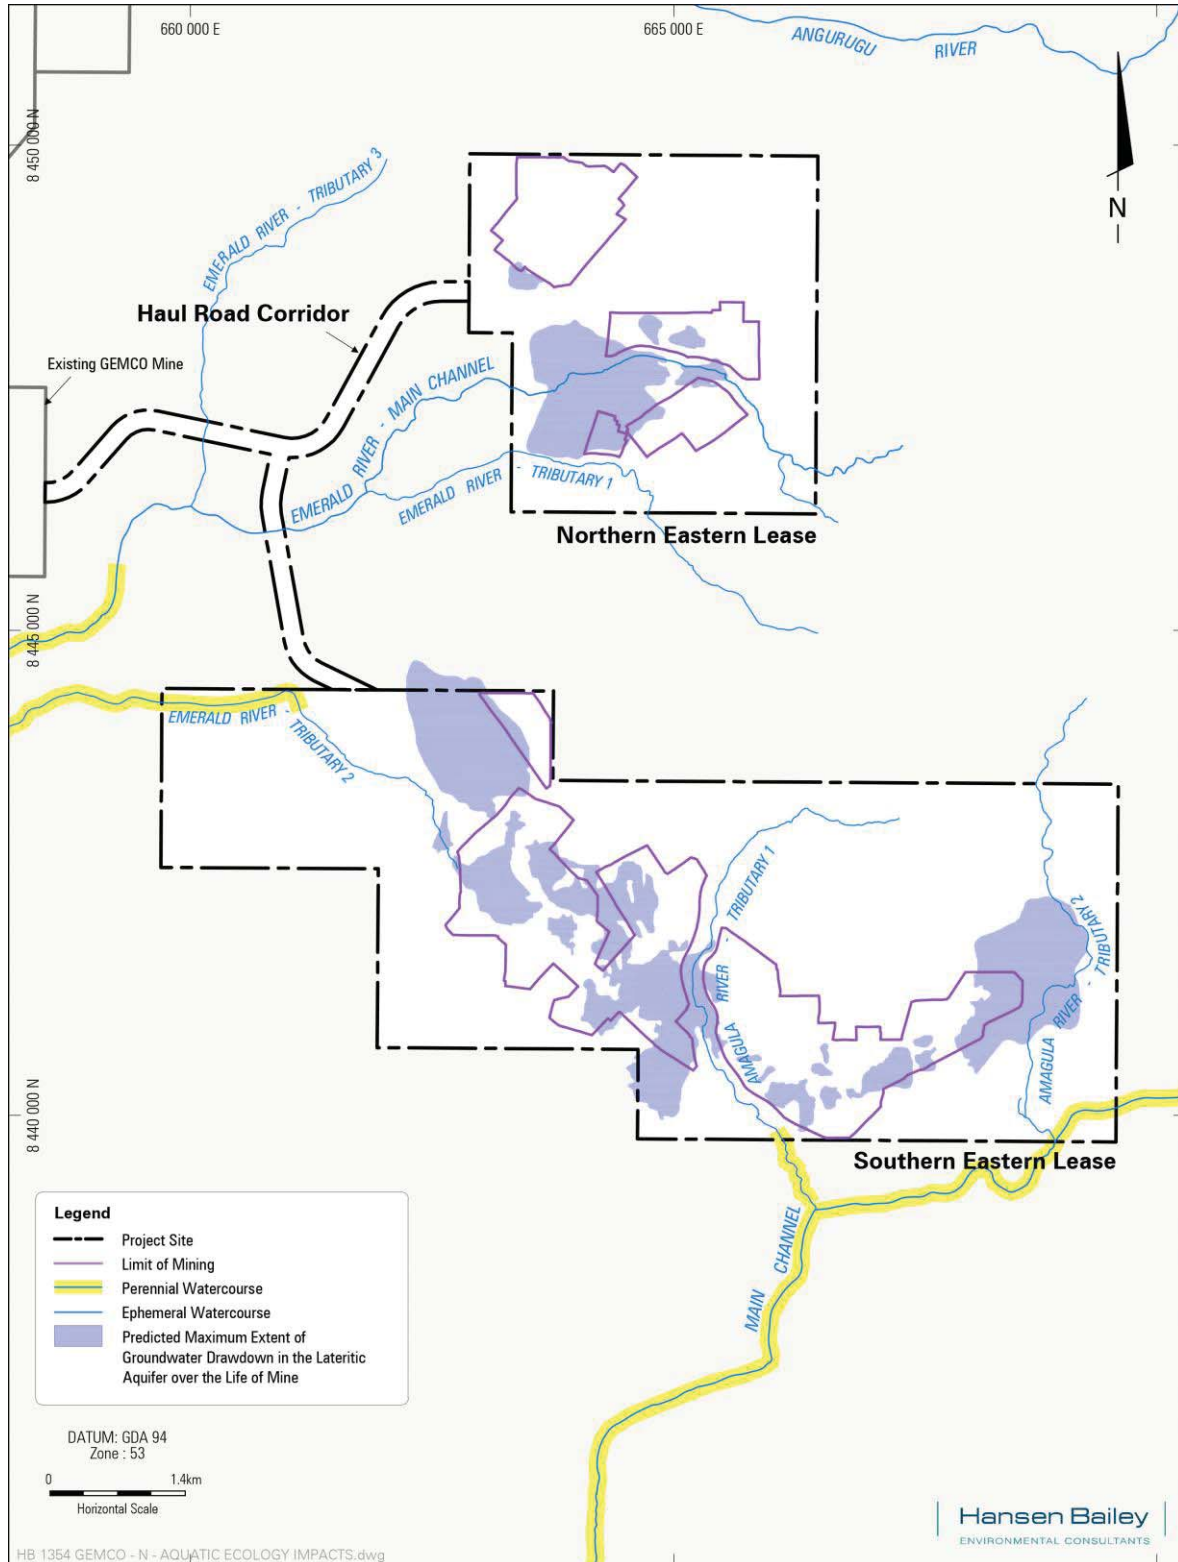 660 000 E
665 000 E
ANGURUGU RIVER
8 450 000 N
N
EMERALD RIVER - TRIBUTARY 3
Haul Road Corridor
Existing GEMCO Mine
EMERALD RIVER - MAIN CHANNEL
EMERALD RIVER - TRIBUTARY 1
Northern Eastern Lease
8 445 000 N
EMERALD RIVER - TRIBUTARY 2
AMAGULA RIVER - TRIBUTARY 1
AMAGULA RIVER - TRIBUTARY 2
8 440 000 N
Southern Eastern Lease
MAIN CHANNEL
Legend
Project Site
Limit of Mining
Perennial Watercourse
Ephemeral Watercourse
Predicted Maximum Extent of
Groundwater Drawdown in the Lateritic
Aquifer over the Life of Mine
DATUM: GDA 94
Zone : 53
0 1.4km
Horizontal Scale
Hansen Bailey
ENVIRONMENTAL CONSULTANTS
HB 1354 GEMCO - N - AQUATIC ECOLOGY IMPACTS.dwg